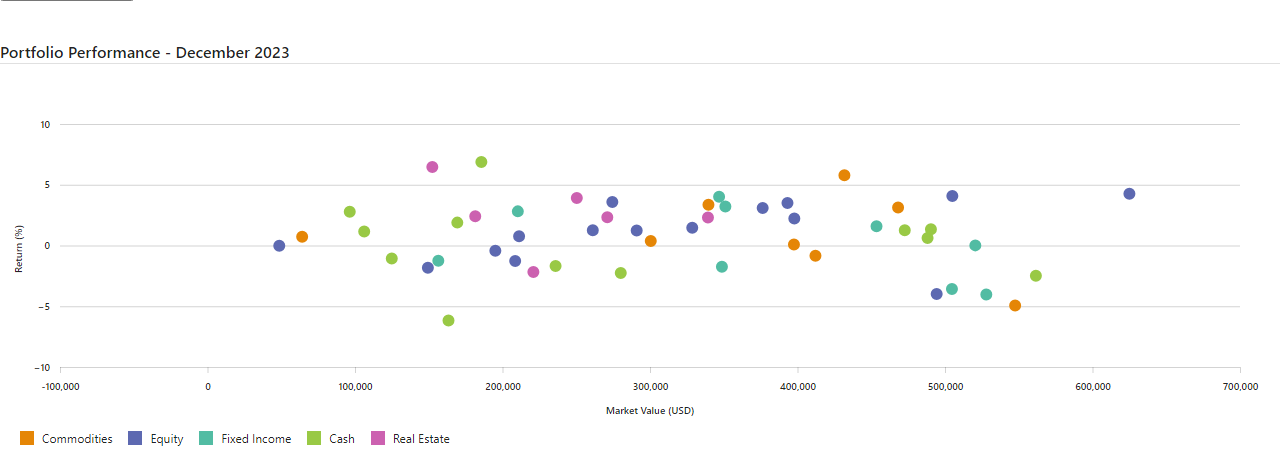 Portfolio Performance - December 2023
10
5
0
−5
−10
Return (%)
-100,000 0 100,000 200,000 300,000 400,000 500,000 600,000 700,000
Market Value (USD)
Commodities Equity Fixed Income Cash Real Estate